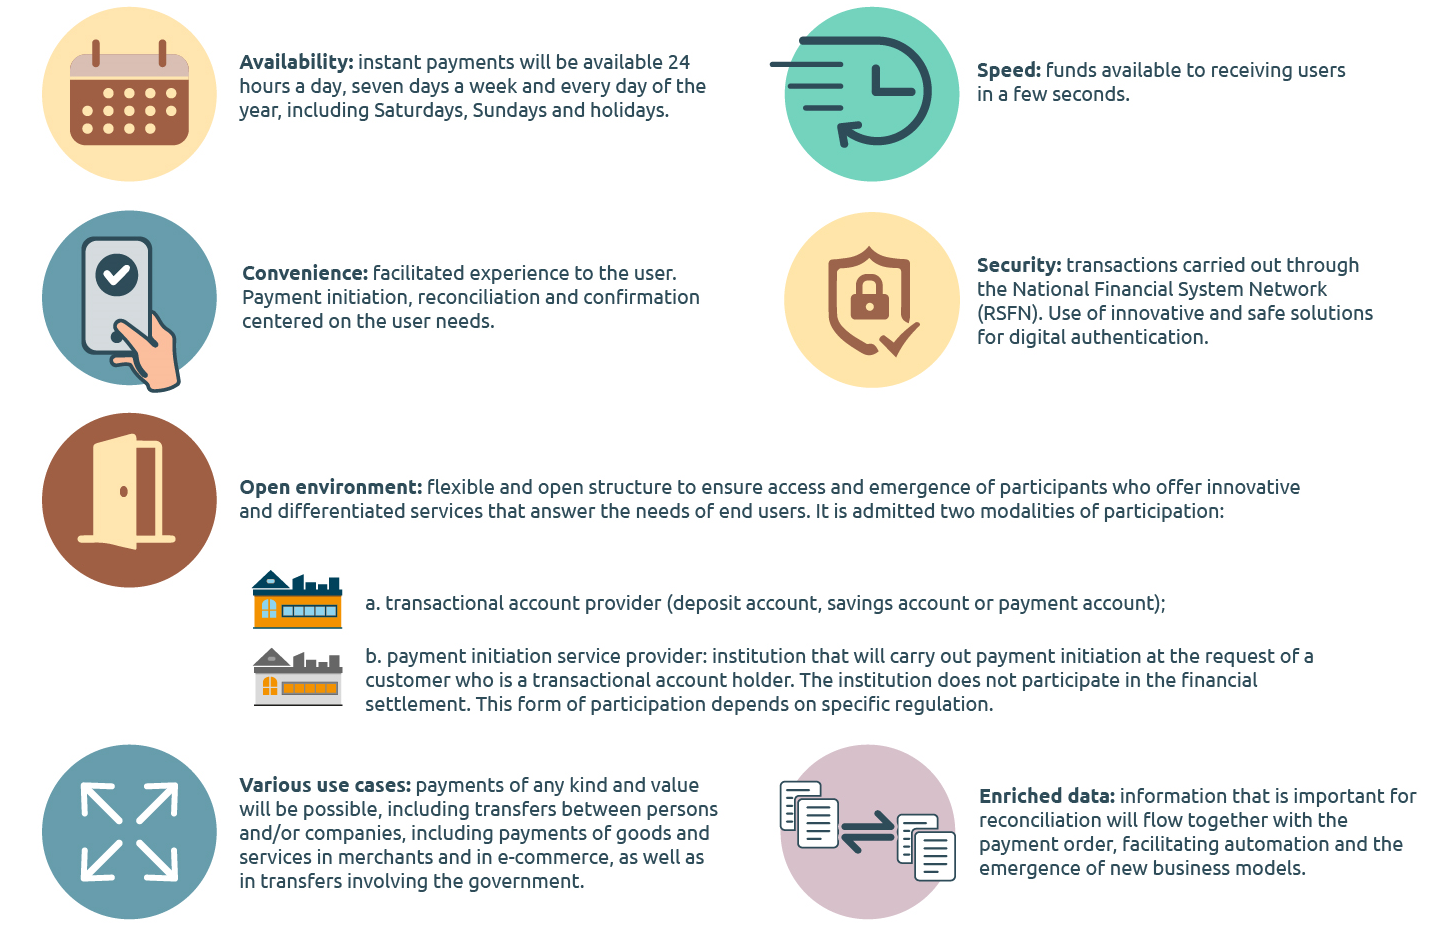 Availability: instant payments will be available 24
hours a day, seven days a week and every day of the
year, including Saturdays, Sundays and holidays.
Speed: funds available to receiving users
in a few seconds.
Convenience: facilitated experience to the user.
Payment initiation, reconciliation and confirmation
centered on the user needs.
Security: transactions carried out through
the National Financial System Network
(RSFN). Use of innovative and safe solutions
for digital authentication.
Open environment: flexible and open structure to ensure access and emergence of participants who offer innovative
and differentiated services that answer the needs of end users. It is admitted two modalities of participation:
a. transactional account provider (deposit account, savings account or payment account);
b. payment initiation service provider: institution that will carry out payment initiation at the request of a
customer who is a transactional account holder. The institution does not participate in the financial
settlement. This form of participation depends on specific regulation.
Various use cases: payments of any kind and value
will be possible, including transfers between persons
and/or companies, including payments of goods and
services in merchants and in e-commerce, as well as
in transfers involving the government.
Enriched data: information that is important for
reconciliation will flow together with the
payment order, facilitating automation and the
emergence of new business models.